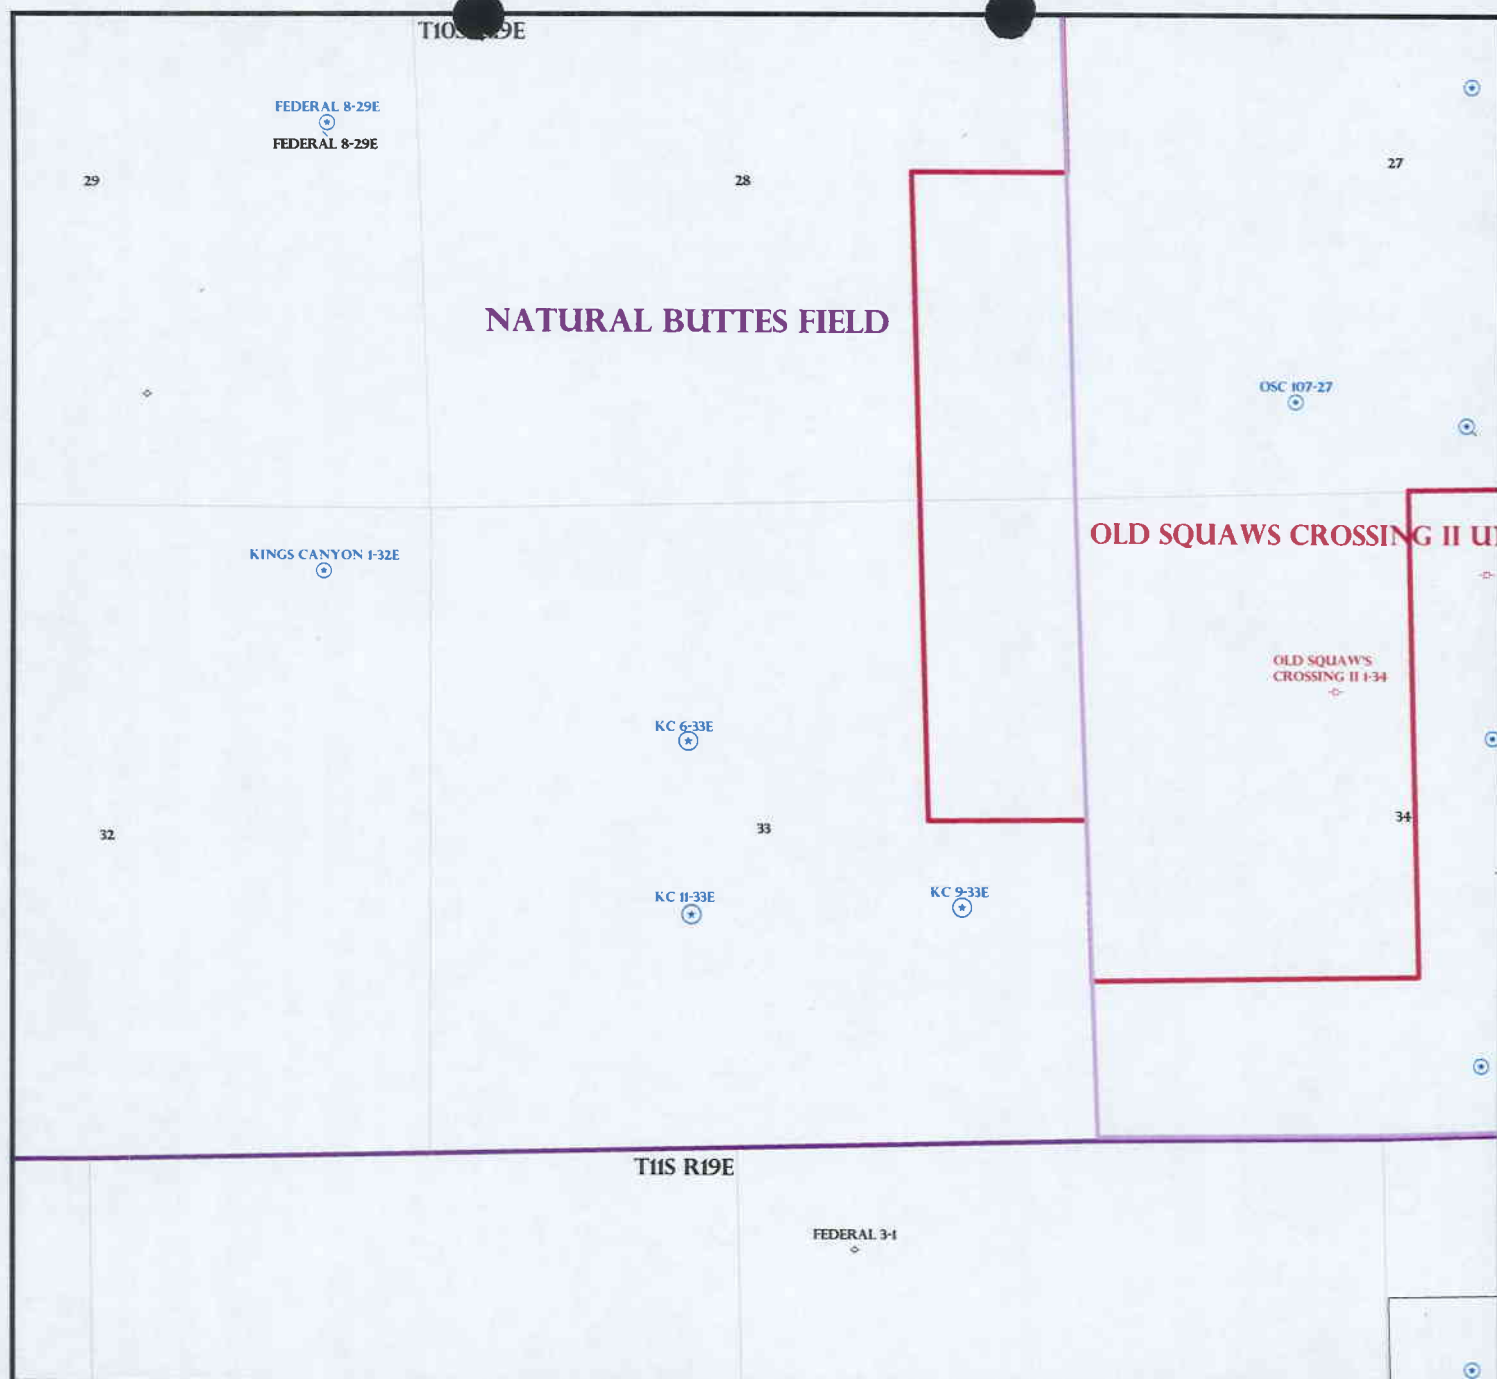 FEDERAL 8-29E
FEDERAL 8-29E
29
28
27
NATURAL BUTTES FIELD
OSC 107-27
OLD SQUAWS CROSSING II
KINGS CANYON 1-32E
OLD SQUAW'S
CROSSING II 1-34
KC 6-33E
32
33
34
KC 11-33E
KC 9-33E
T11S R19E
FEDERAL 3-1